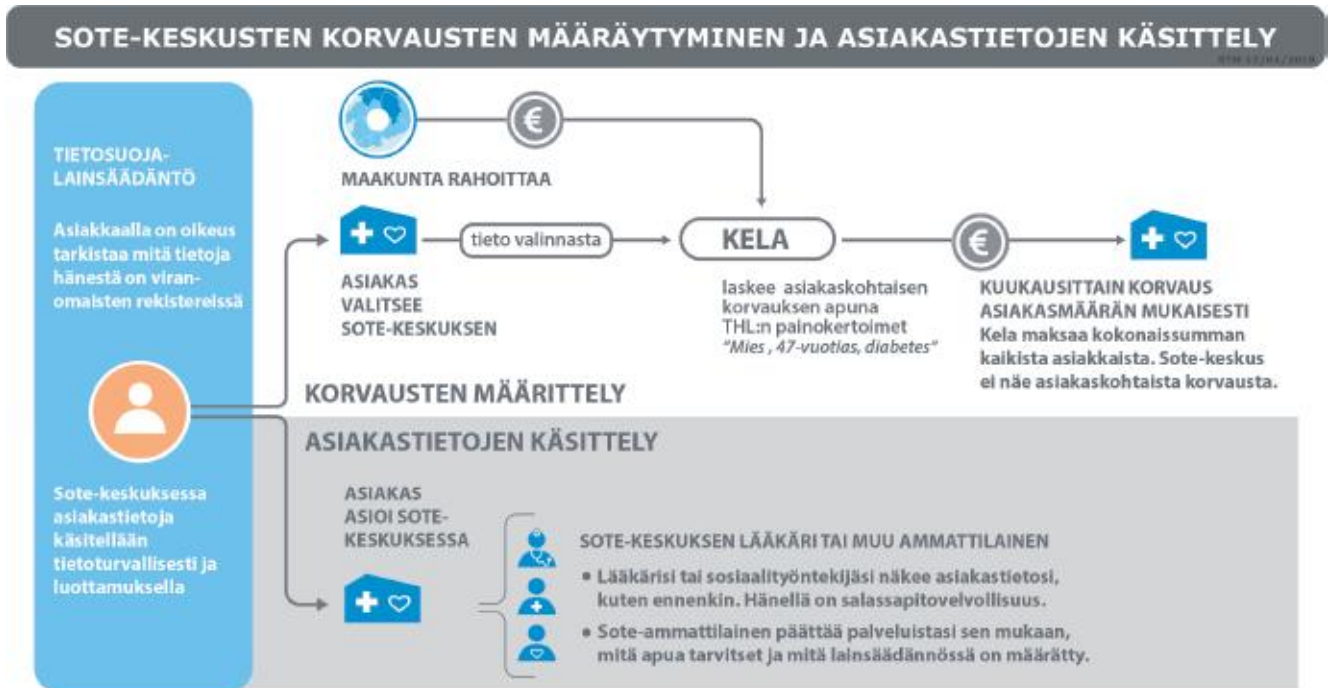 SOTE-KESKUSTEN KORVAUSTEN MÄÄRÄYTYMINEN JA ASIAKASTIETOJEN KÄSITTELY
TIETOSUOJA-
LAINSÄÄDÄNTÖ
Asiakkaalla on oikeus
tarkistaa mitä tietoja
hänestä on viran-
omaisten rekistereissä
Sote-keskuksessa
asiakastietoja
käsitellään
tietoturvallisesti ja
luottamuksella
€
MAAKUNTA RAHOITTAA
ASIAKAS
VALITSEE
SOTE-KESKUKSEN
tieto valinnasta
KELA
laskee asiakaskohtaisen
korvauksen apuna
THL:n painokertoimet
"Mies, 47-vuotias, diabetes"
€
KUUKAUSITTAIN KORVAUS
ASIAKASMÄÄRÄN MUKAISESTI
Kela maksaa kokonaissumman
kaikista asiakkaista. Sote-keskus
ei näe asiakaskohtaista korvausta.
KORVAUSTEN MÄÄRITTELY
ASIAKASTIETOJEN KÄSITTELY
ASIAKAS
ASIOI SOTE-
KESKUKSESSA
SOTE-KESKUKSEN LÄÄKÄRI TAI MUU AMMATTILAINEN
• Lääkärisi tai sosiaalityöntekijäsi näkee asiakastietosi,
kuten ennenkin. Hänellä on salassapitovelvollisuus.
• Sote-ammattilainen päättää palveluistasi sen mukaan,
mitä apua tarvitset ja mitä lainsäädännössä on määrätty.